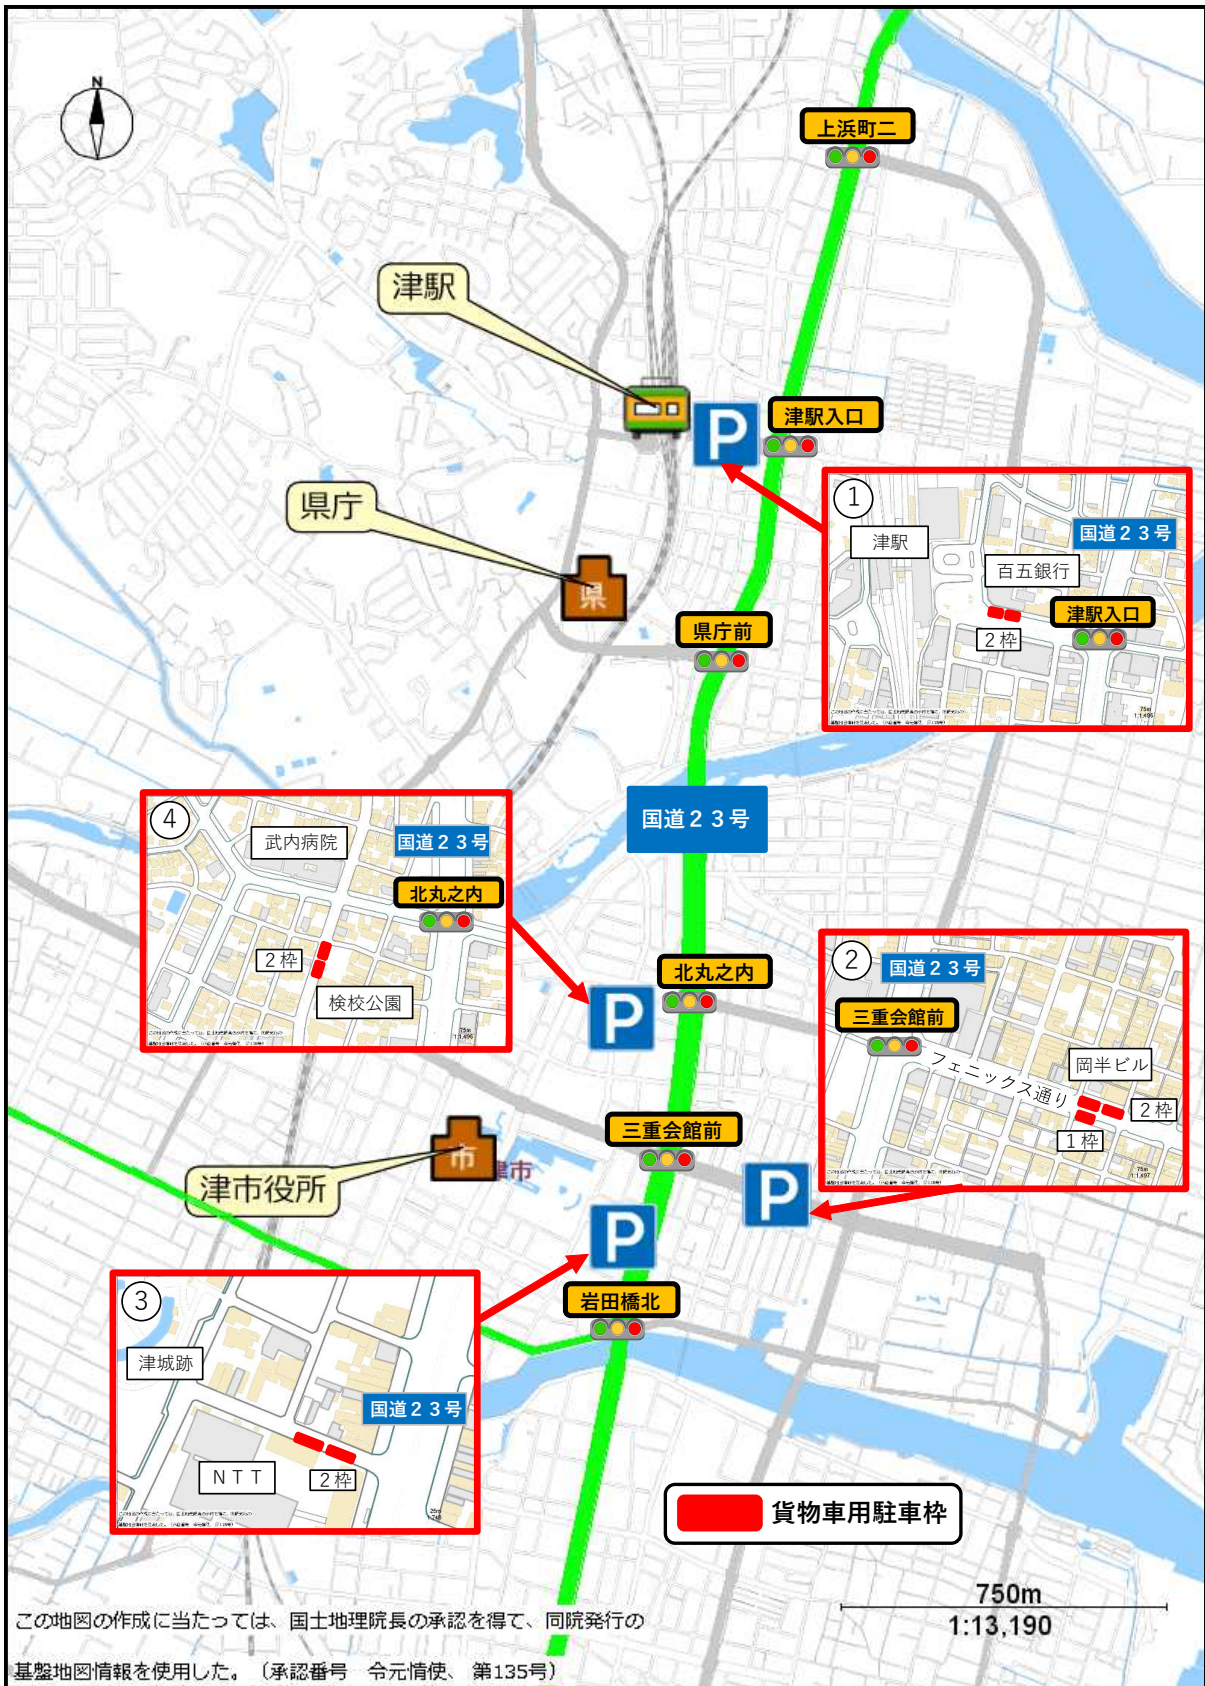 N
上浜町二
津駅
津駅入口
P
県庁
県
県庁前
①
津駅
国道２３号
百五銀行
津駅入口
２枠
75m
国道２３号
④
武内病院
国道２３号
北丸之内
２枠
検校公園
75m
北丸之内
P
②
国道２３号
三重会館前
フェニックス通り
岡半ビル
２枠
１枠
75m
三重会館前
市
津市
津市役所
P
P
岩田橋北
③
津城跡
国道２３号
ＮＴＴ
２枠
25m
貨物車用駐車枠
750m
1:13,190
この地図の作成に当たっては、国土地理院長の承認を得て、同院発行の
基盤地図情報を使用した。（承認番号　令元情使、 第135号）